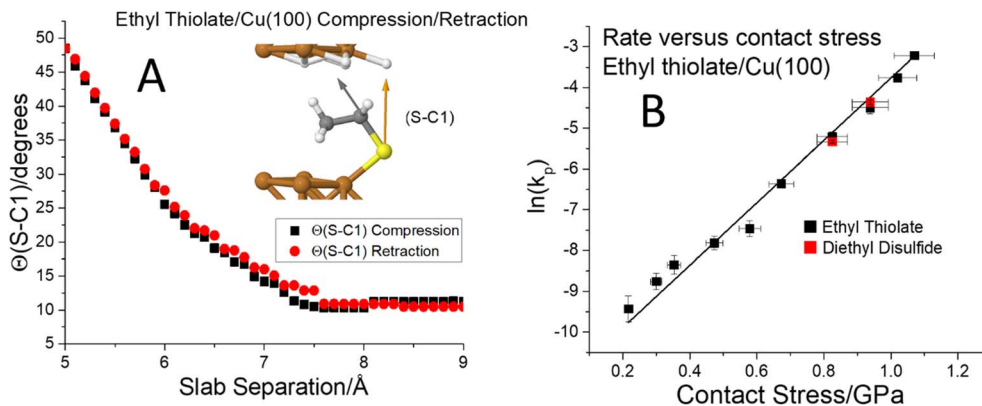 Ethyl Thiolate/Cu(100) Compression/Retraction
A
(S-C1)
Θ(S-C1)/degrees
50
45
40
35
30
25
20
15
10
5
Θ(S-C1) Compression
Θ(S-C1) Retraction
5 6 7 8 9
Slab Separation/Å
Rate versus contact stress
Ethyl thiolate/Cu(100)
B
ln(kp)
-3
-4
-5
-6
-7
-8
-9
-10
Ethyl Thiolate
Diethyl Disulfide
0.2 0.4 0.6 0.8 1.0 1.2
Contact Stress/GPa